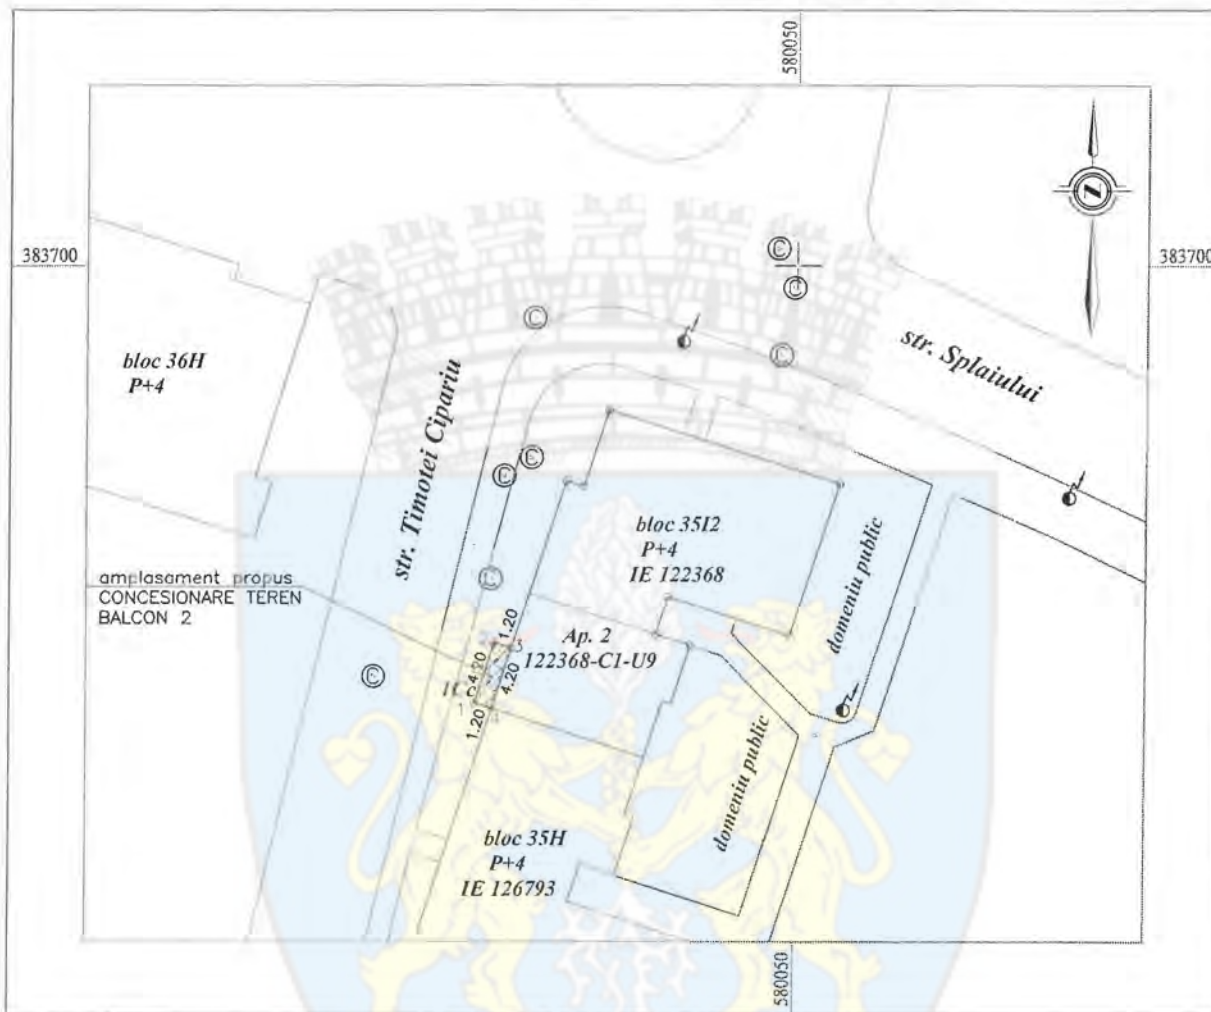 580050
383700
383700
bloc 36H
P+4
str. Timotei Cipariu
str. Splaiului
bloc 35I2
P+4
IE 122368
domeniu public
amplasament propus
CONCESIONARE TEREN
BALCON 2
Ap. 2
122368-C1-U9
1.20
4.20
4.20
1.20
3
1
domeniu public
bloc 35H
P+4
IE 126793
580050